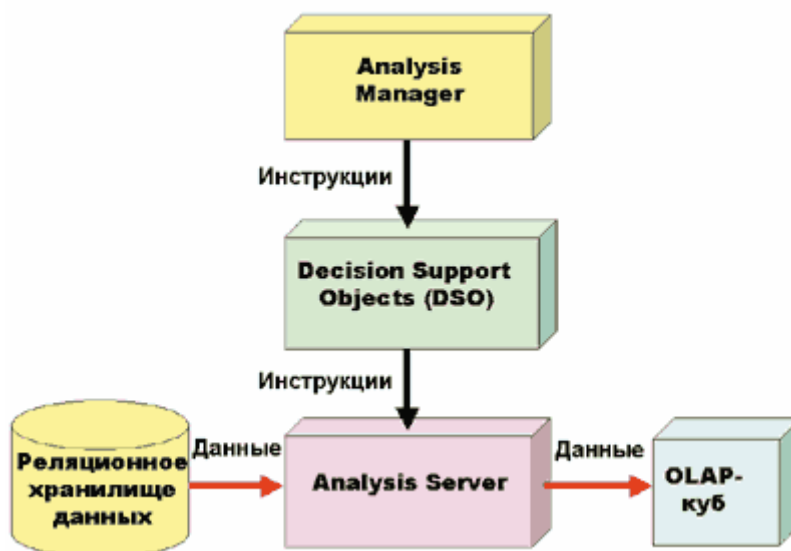 Analysis
Manager
Инструкции
Decision Support
Objects (DSO)
Инструкции
Реляционное
хранилище
данных
Данные
Analysis Server
Данные
OLAP-
куб